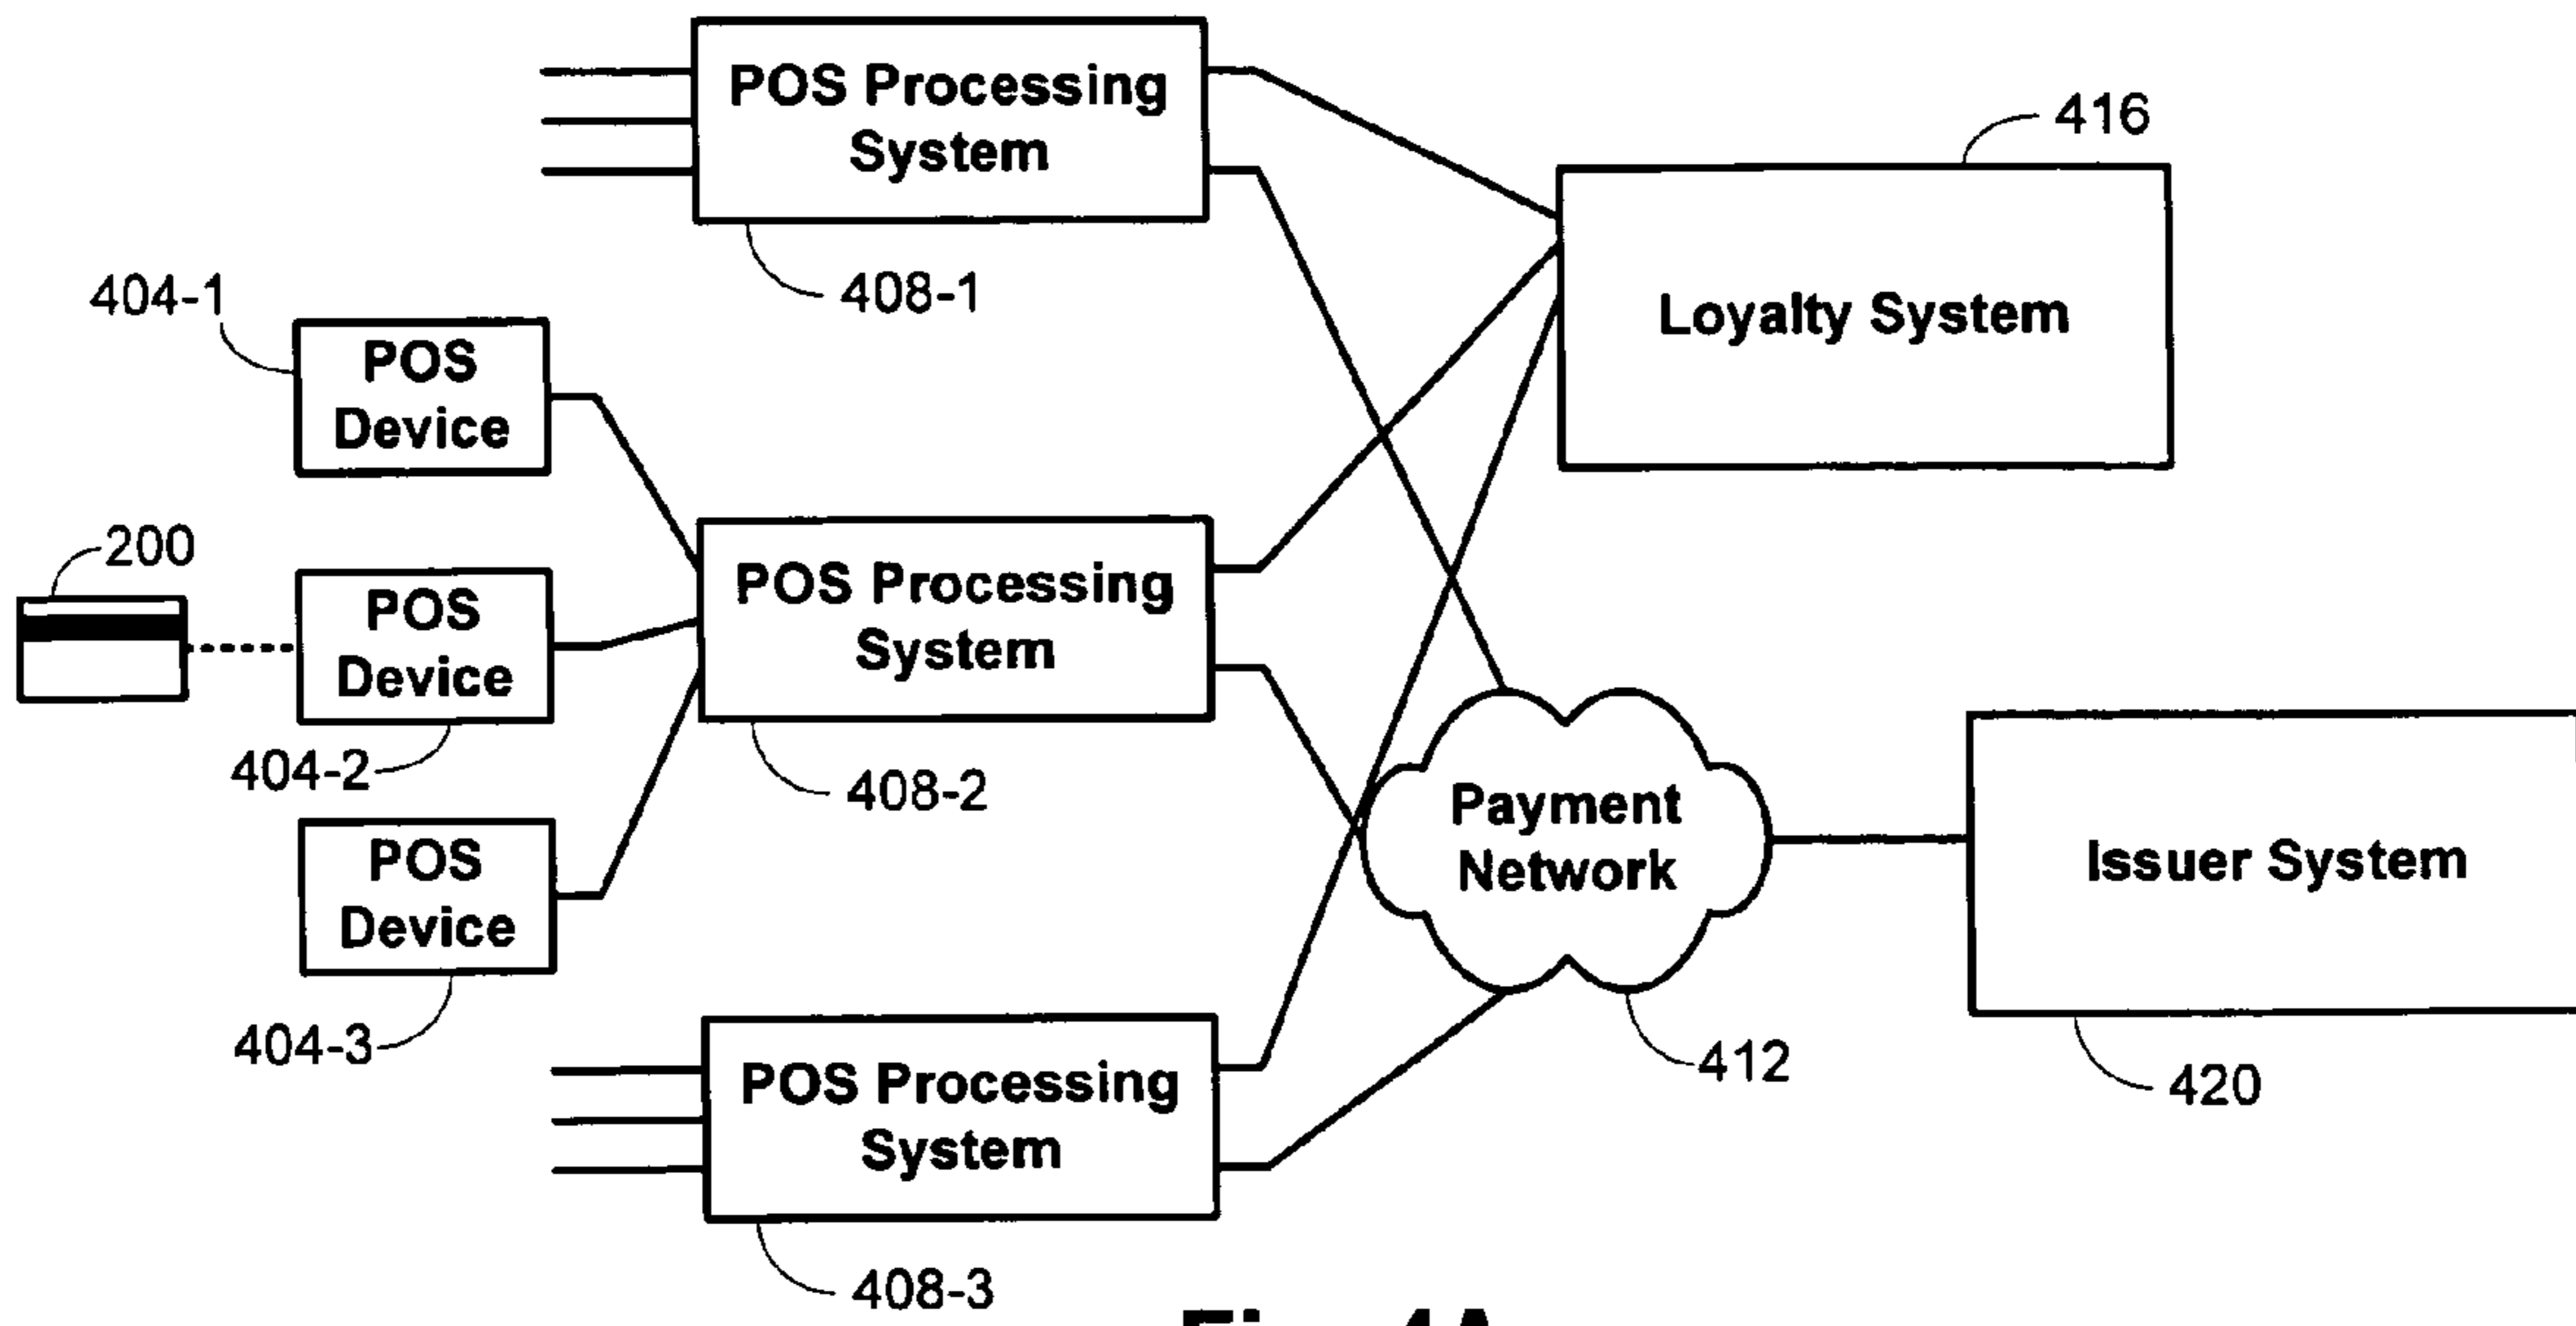 POS Processing
System
416
408-1
Loyalty System
404-1
POS
Device
200
POS
Device
404-2
POS Processing
System
408-2
Payment
Network
412
Issuer System
420
POS
Device
404-3
POS Processing
System
408-3